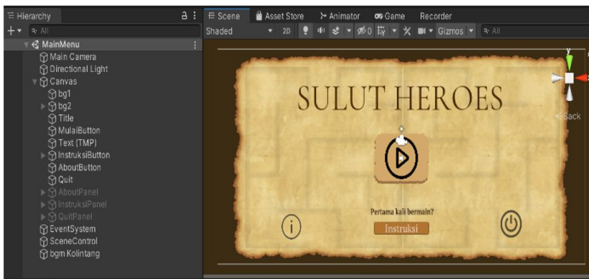 Hierarchy
All
MainMenu
Main Camera
Directional Light
Canvas
bg1
bg2
Title
MulaiButton
Text (TMP)
InstruksiButton
AboutButton
Quit
AboutPanel
InstruksiPanel
QuitPanel
EventSystem
SceneControl
bgm Kolintang
Scene Asset Store Animator Game Recorder
Shaded 2D 0 Gizmos All
y
x
Back
SULUT HEROES
Pertama kali bermain?
Instruksi
i